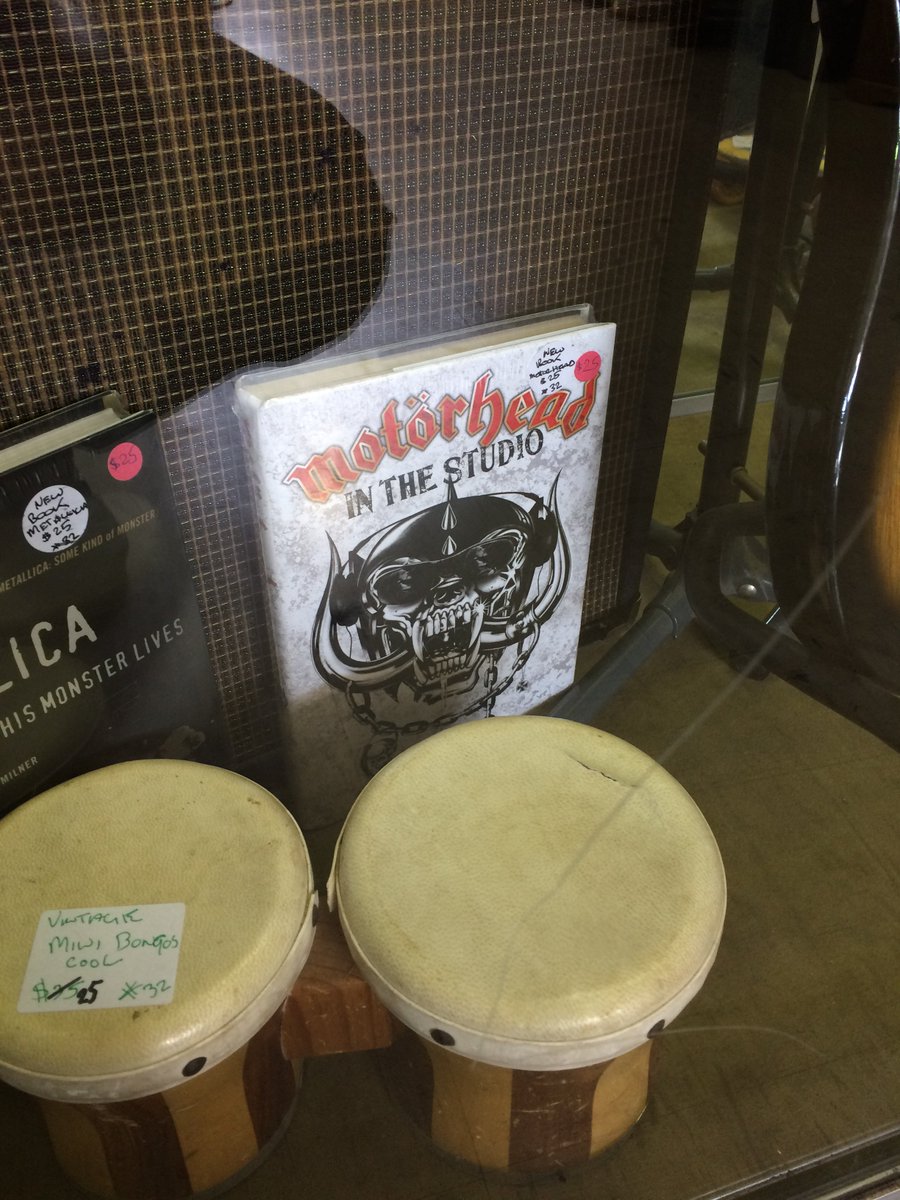 NEW
BOOK
MOTORHEAD
$25
*32
$25
motörhead
IN THE STUDIO
$25
NEW
BOOK
METALLICA
$25
*32
METALLICA: SOME KIND of MONSTER
LICA
HIS MONSTER LIVES
MILNER
VINTAGE
MINI BONGOS
COOL
25 *32